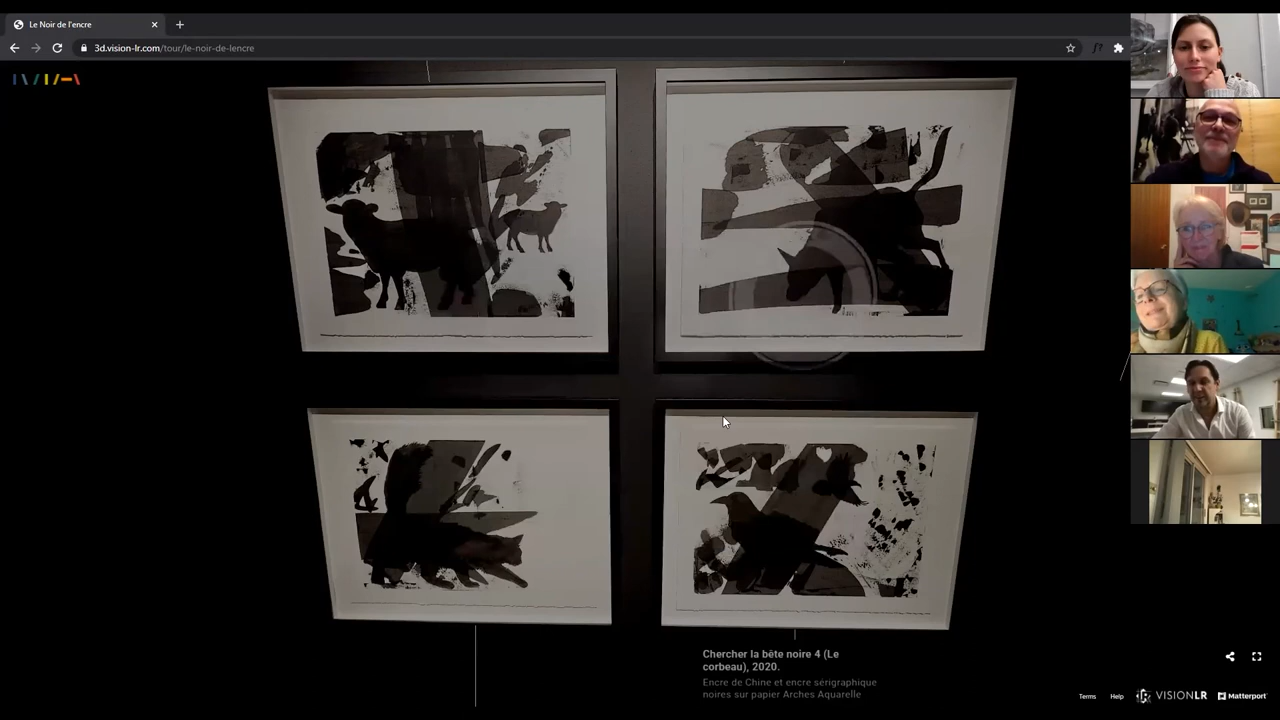 Le Noir de l'encre
3d.vision-lr.com/tour/le-noir-de-lencre
Chercher la bête noire 4 (Le
corbeau), 2020.
Encre de Chine et encre sérigraphique
noires sur papier Arches Aquarelle
Terms
Help
VISIONLR
Matterport